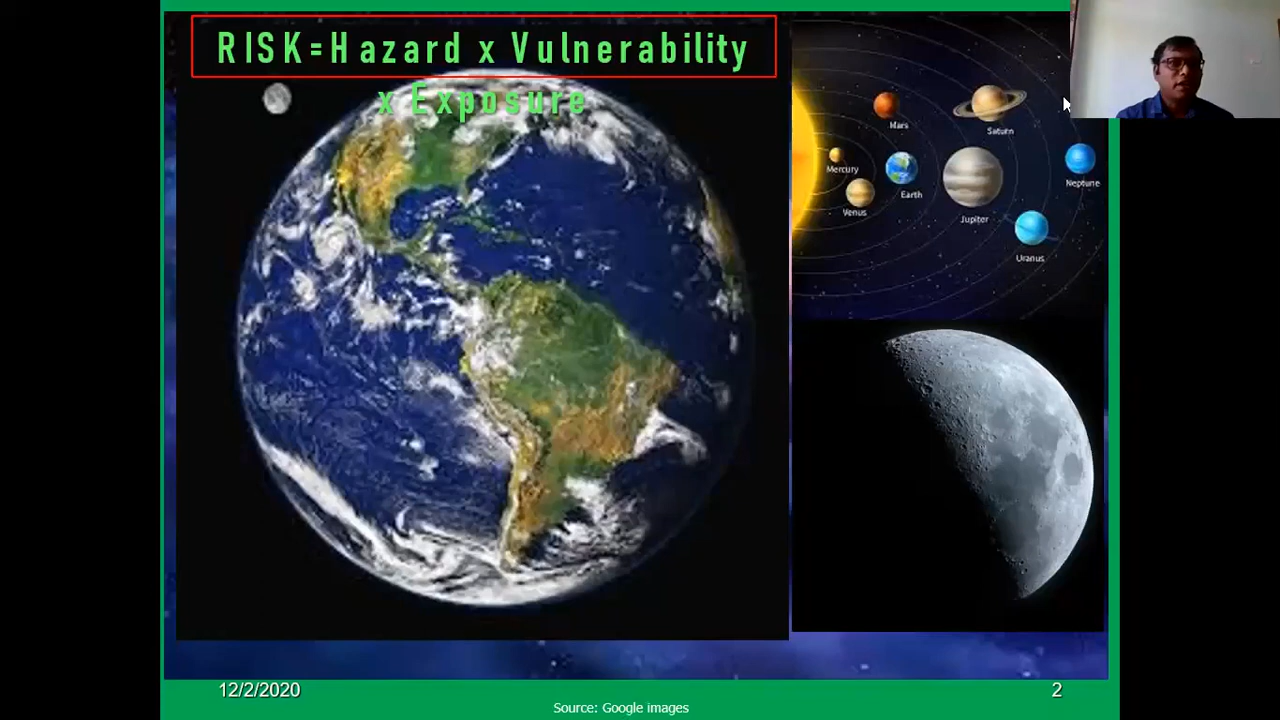 RISK=Hazard x Vulnerability
x Exposure
Mars
Saturn
Mercury
Earth
Neptune
Venus
Jupiter
Uranus
12/2/2020
2
Source: Google images